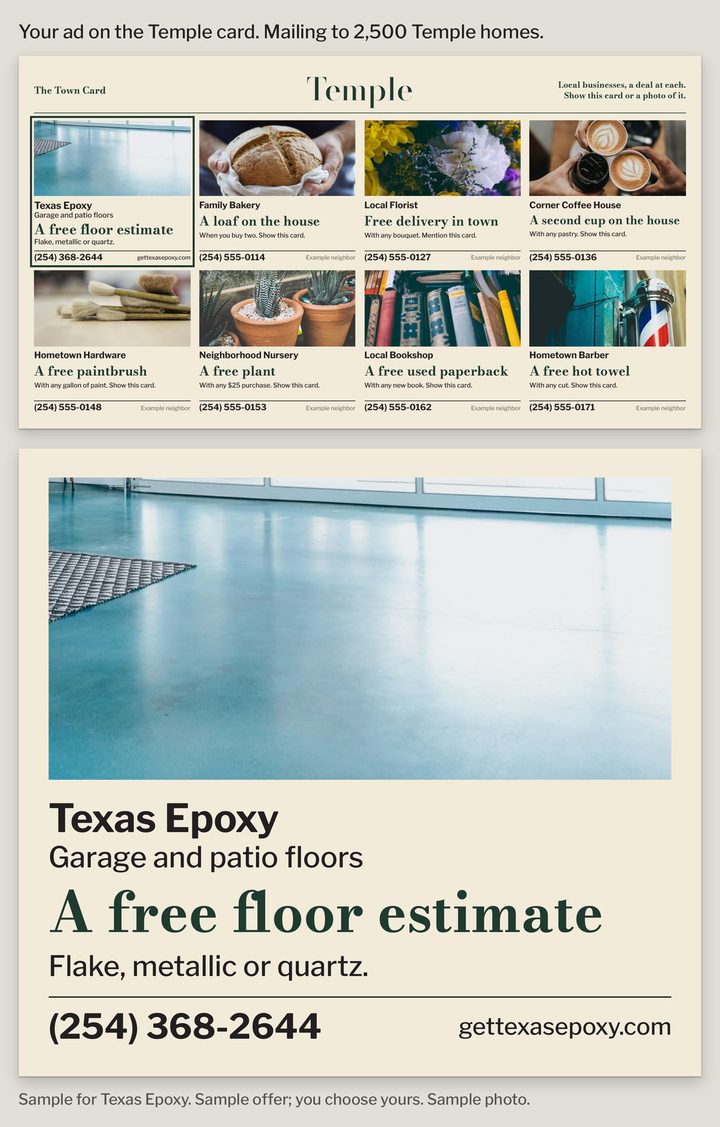 Your ad on the Temple card. Mailing to 2,500 Temple homes.
The Town Card
Temple
Local businesses, a deal at each.
Show this card or a photo of it.
Texas Epoxy
Garage and patio floors
A free floor estimate
Flake, metallic or quartz.
(254) 368-2644
gettexasepoxy.com
Family Bakery
A loaf on the house
When you buy two. Show this card.
(254) 555-0114
Example neighbor
Local Florist
Free delivery in town
With any bouquet. Mention this card.
(254) 555-0127
Example neighbor
Corner Coffee House
A second cup on the house
With any pastry. Show this card.
(254) 555-0136
Example neighbor
Hometown Hardware
A free paintbrush
With any gallon of paint. Show this card.
(254) 555-0148
Example neighbor
Neighborhood Nursery
A free plant
With any $25 purchase. Show this card.
(254) 555-0153
Example neighbor
Local Bookshop
A free used paperback
With any new book. Show this card.
(254) 555-0162
Example neighbor
Hometown Barber
A free hot towel
With any cut. Show this card.
(254) 555-0171
Example neighbor
Texas Epoxy
Garage and patio floors
A free floor estimate
Flake, metallic or quartz.
(254) 368-2644
gettexasepoxy.com
Sample for Texas Epoxy. Sample offer; you choose yours. Sample photo.